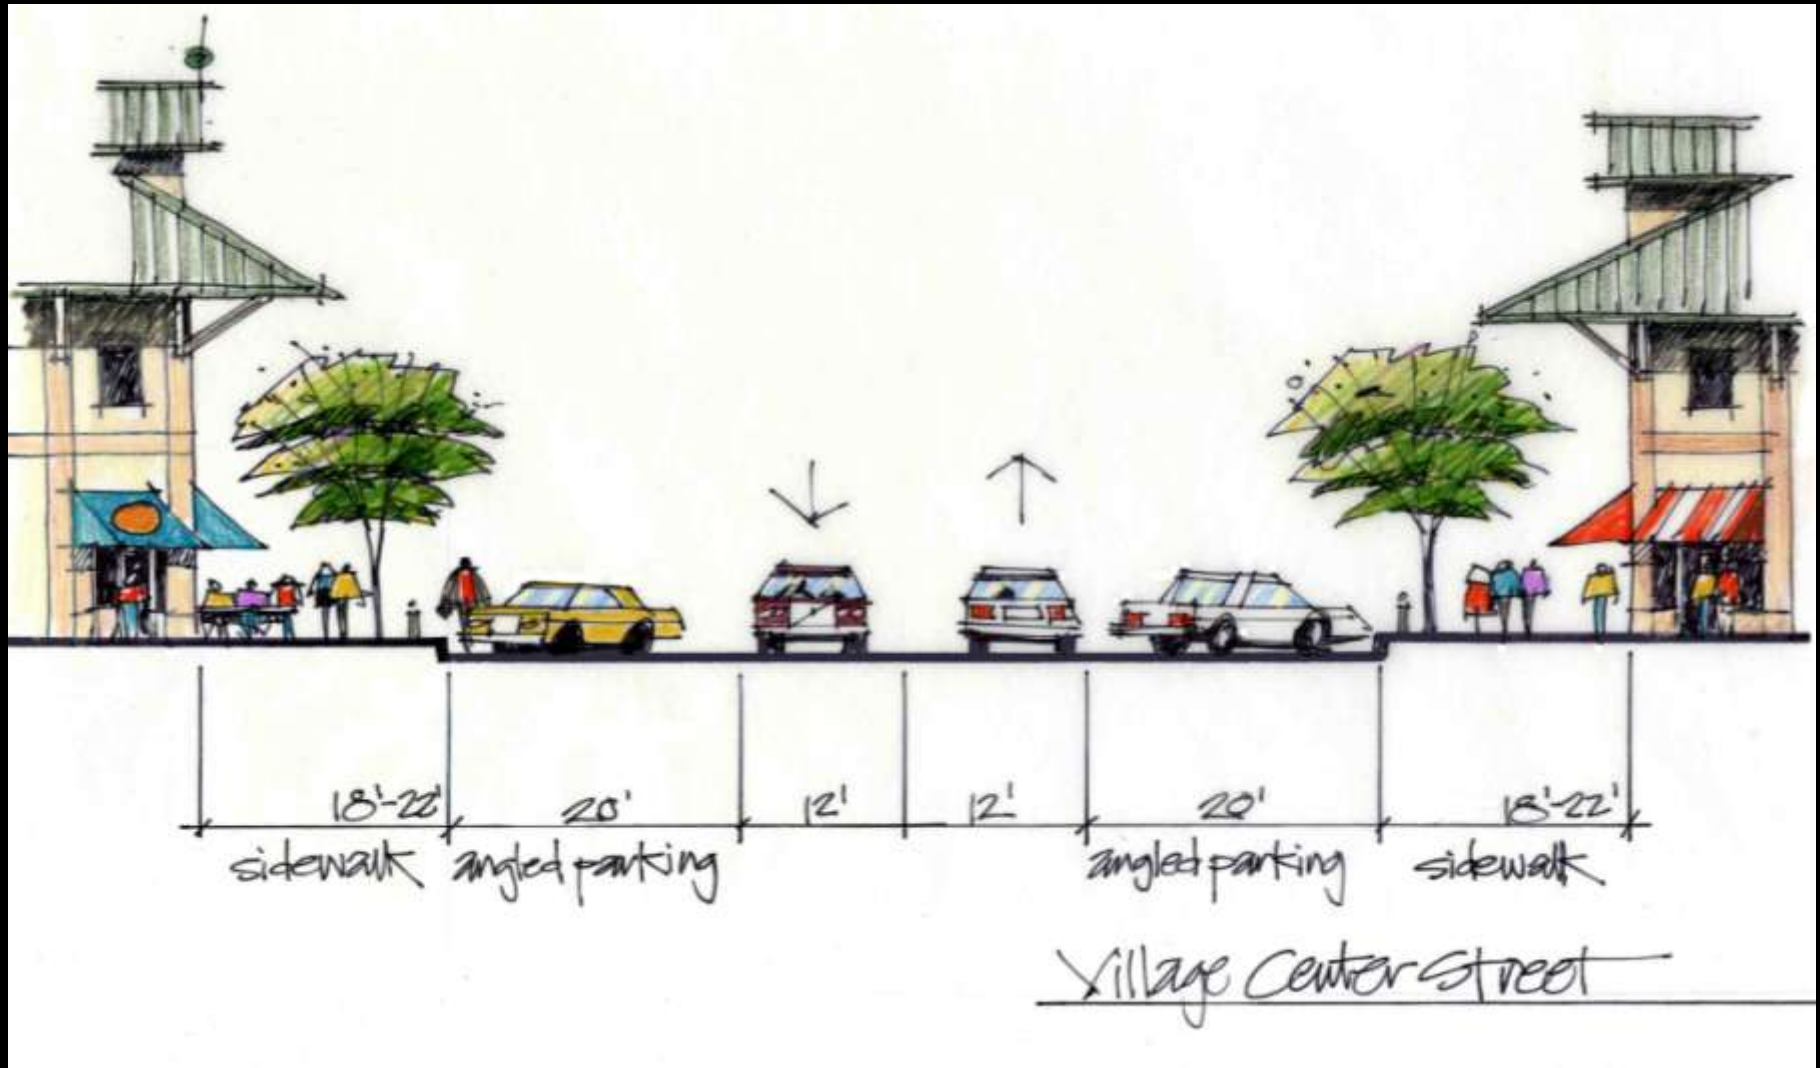 18'-22' 20' 12' 12' 20' 18'-22'
sidewalk angled parking angled parking sidewalk
Village Center Street